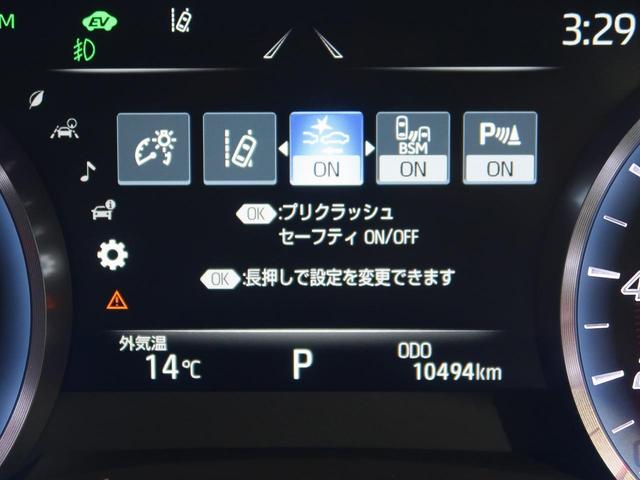 M
EV
3:29
ON
BSM
ON
P
ON
OK :プリクラッシュ
セーフティ ON/OFF
OK :長押しで設定を変更できます
外気温
14℃
P
ODO
10494km
4